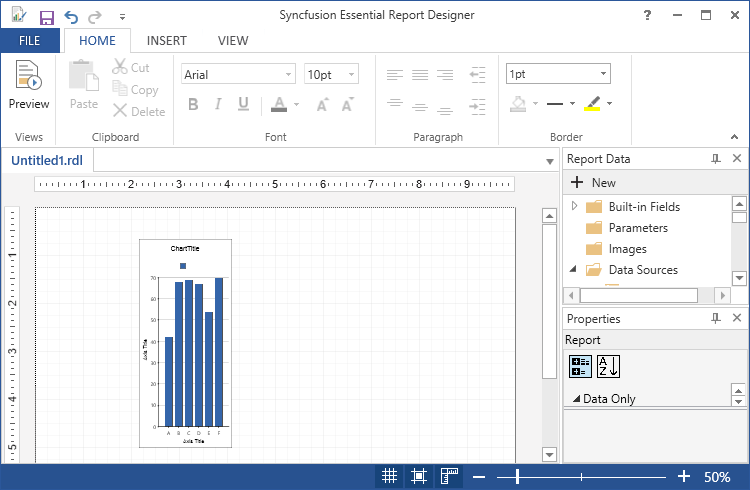 Syncfusion Essential Report Designer
?
FILE HOME INSERT VIEW
Preview
Views
Paste
Cut
Copy
Delete
Clipboard
Arial 10pt
B I U A A A
Font
Paragraph
1pt
Border
Untitled1.rdl
1 2 3 4 5 6 7 8 9
1
2
3
5
ChartTitle
70
60
50
40
30
20
10
0
Axis Title
A B C D E F
Axis Title
Report Data
New
Built-in Fields
Parameters
Images
Data Sources
Properties
Report
A
Z
Data Only
50%